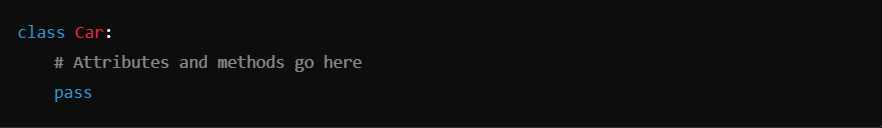 class Car:
    # Attributes and methods go here
    pass